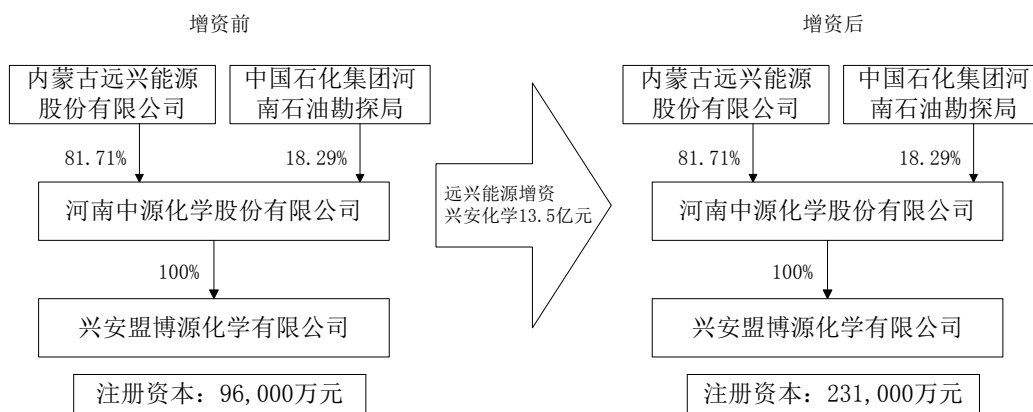 增资前
内蒙古远兴能源
股份有限公司
中国石化集团河
南石油勘探局
81.71%
18.29%
河南中源化学股份有限公司
100%
兴安盟博源化学有限公司
注册资本：96,000万元
远兴能源增资
兴安化学13.5亿元
增资后
内蒙古远兴能源
股份有限公司
中国石化集团河
南石油勘探局
81.71%
18.29%
河南中源化学股份有限公司
100%
兴安盟博源化学有限公司
注册资本：231,000万元